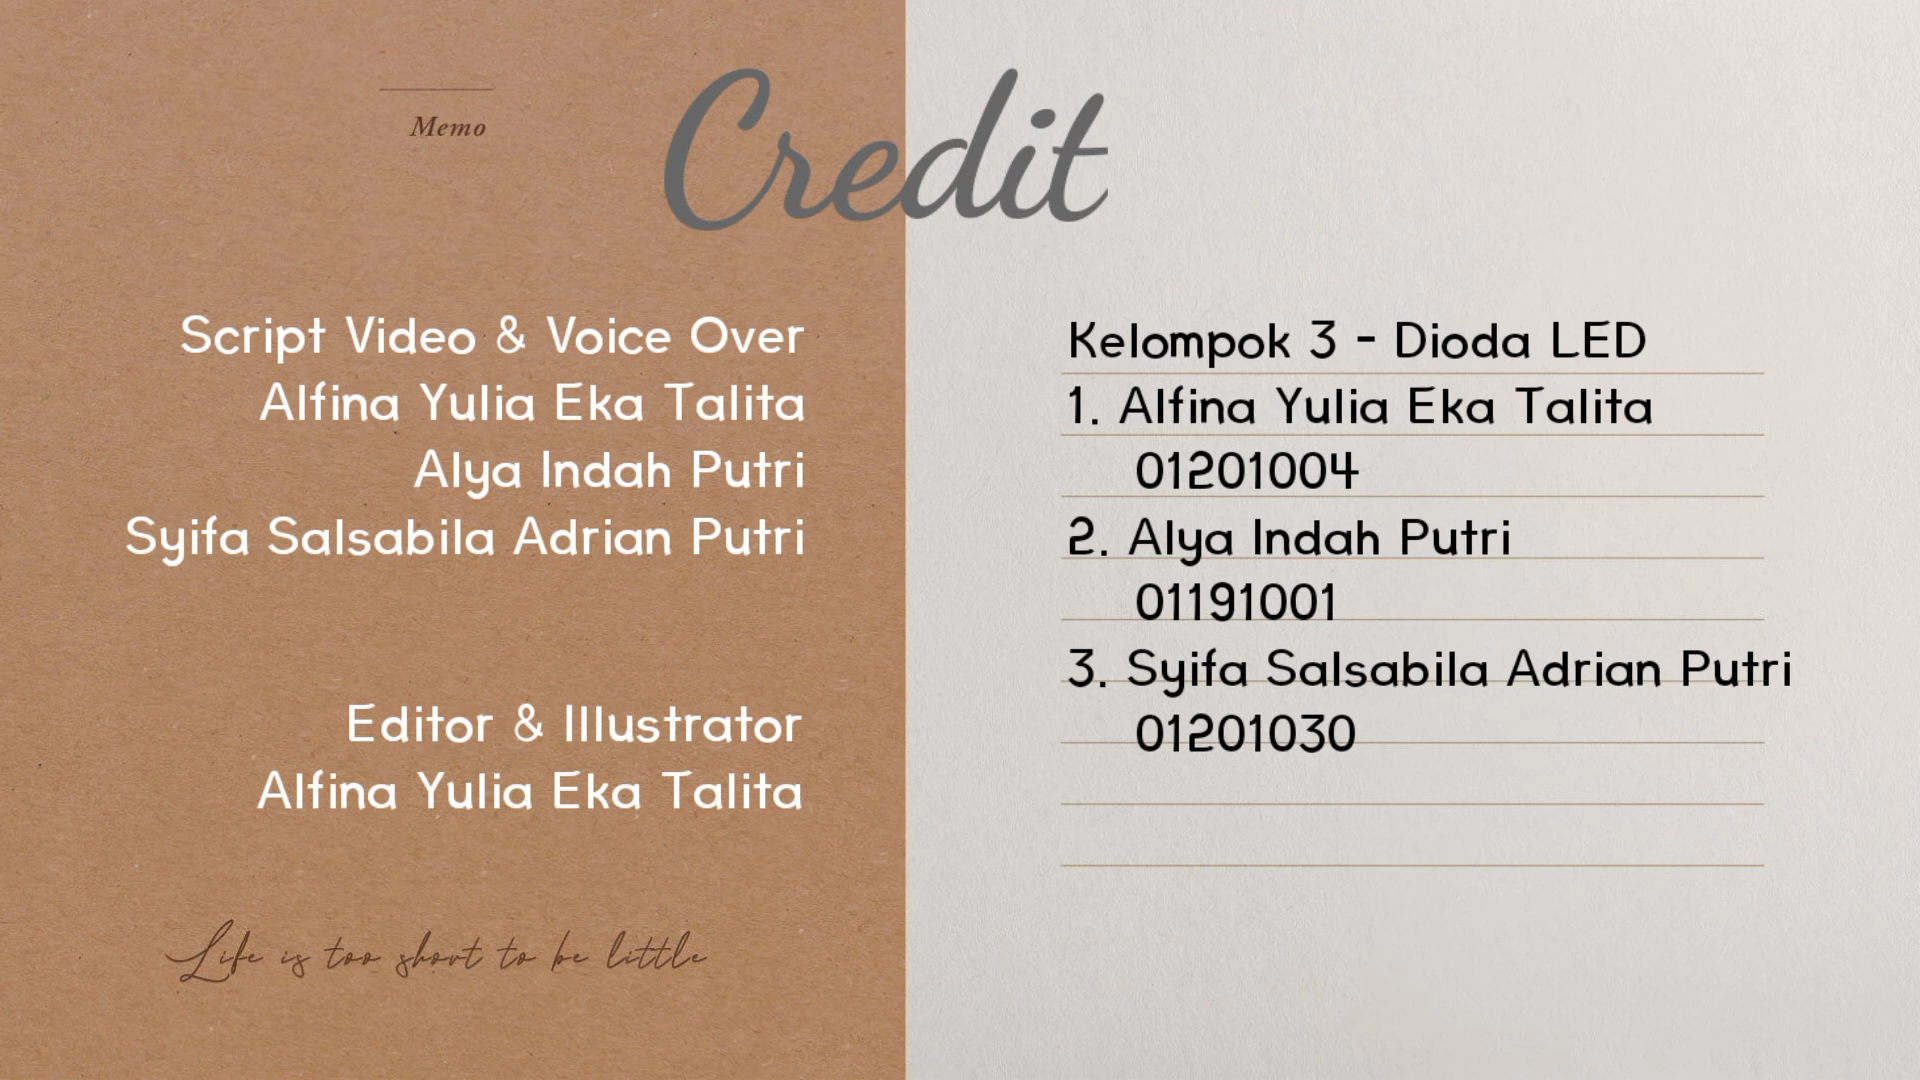 Memo
Credit
Script Video & Voice Over
Alfina Yulia Eka Talita
Alya Indah Putri
Syifa Salsabila Adrian Putri
Editor & Illustrator
Alfina Yulia Eka Talita
Life is too short to be little
Kelompok 3 - Dioda LED
1. Alfina Yulia Eka Talita
01201004
2. Alya Indah Putri
01191001
3. Syifa Salsabila Adrian Putri
01201030